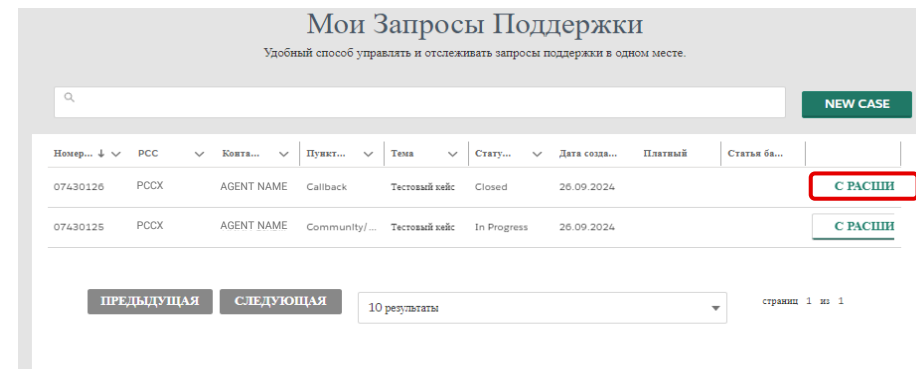 Мои Запросы Поддержки
Удобный способ управлять и отслеживать запросы поддержки в одном месте.
NEW CASE
Номер... PCC Конта... Пункт... Тема Стату... Дата созда... Платный Статья ба...
07430126 PCCX AGENT NAME Callback Тестовый кейс Closed 26.09.2024 С РАСШИ
07430125 PCCX AGENT NAME Community/... Тестовый кейс In Progress 26.09.2024 С РАСШИ
ПРЕДЫДУЩАЯ СЛЕДУЮЩАЯ 10 результаты страниц 1 из 1